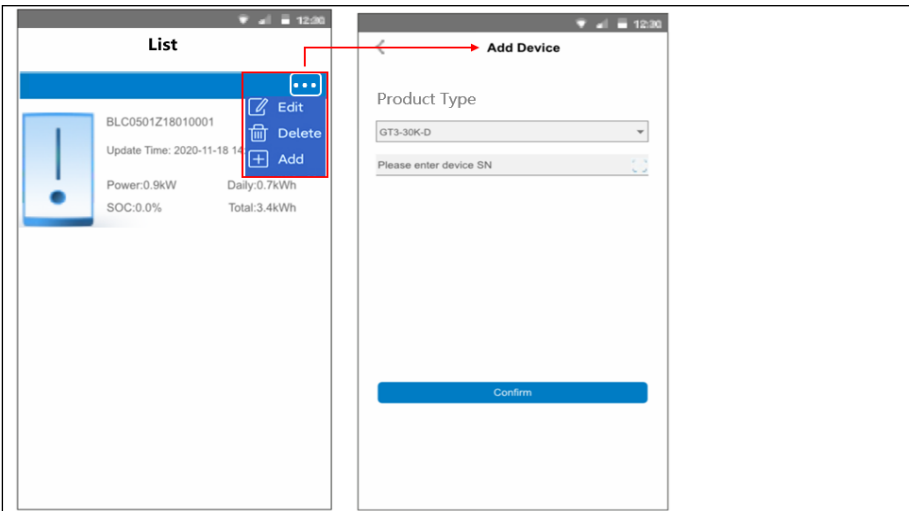 12:30
List
Edit
BLC0501Z18010001
Delete
Update Time: 2020-11-18 14
Add
Power:0.9kW Daily:0.7kWh
SOC:0.0% Total:3.4kWh
12:30
Add Device
Product Type
GT3-30K-D
Please enter device SN
Confirm